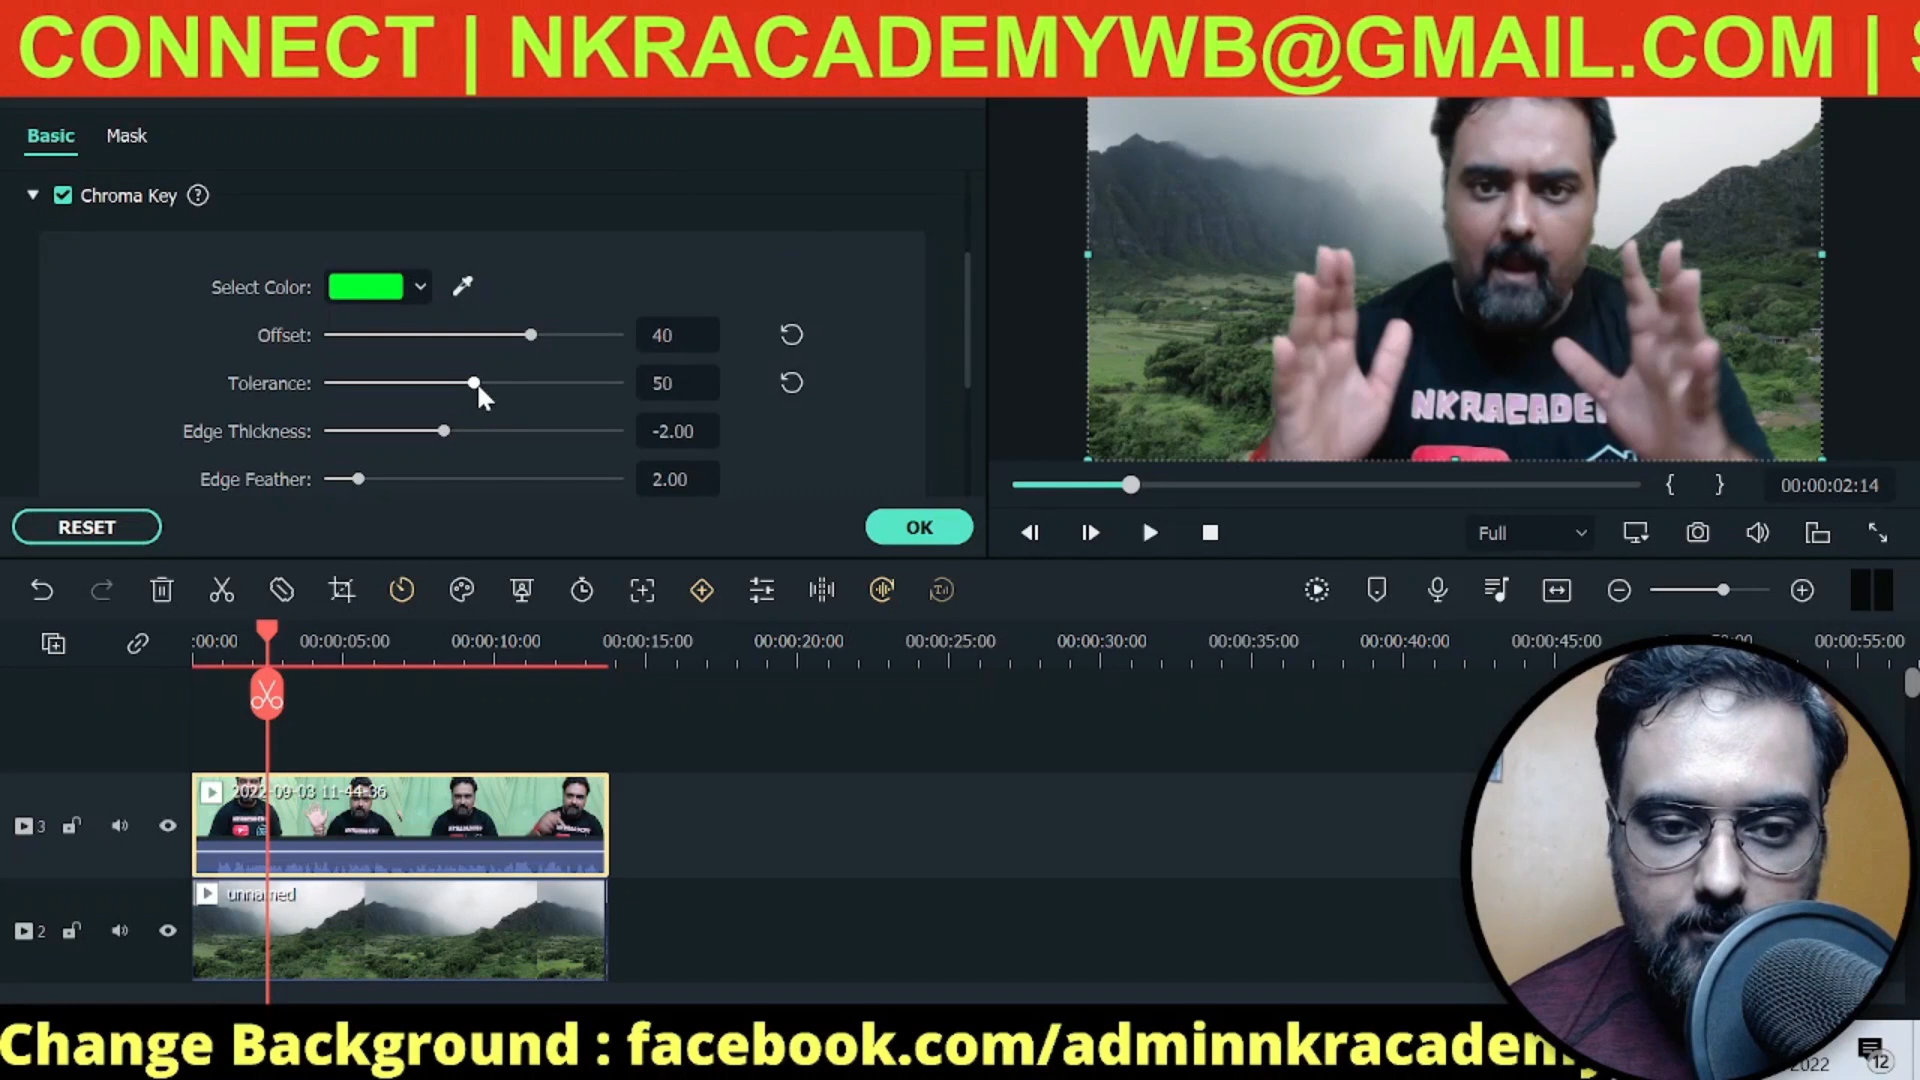 CONNECT | NKRACADEMYWB@GMAIL.COM |
Basic Mask
Chroma Key ?
Select Color:
Offset: 40
Tolerance: 50
Edge Thickness: -2.00
Edge Feather: 2.00
RESET OK
NKRACADE
{ } 00:00:02:14
Full
:00:00 00:00:05:00 00:00:10:00 00:00:15:00 00:00:20:00 00:00:25:00 00:00:30:00 00:00:35:00 00:00:40:00 00:00:45:00 00:00:55:00
2022-09-03 11-44-36
3
unnamed
2
Change Background : facebook.com/adminnkracadem
2022
12